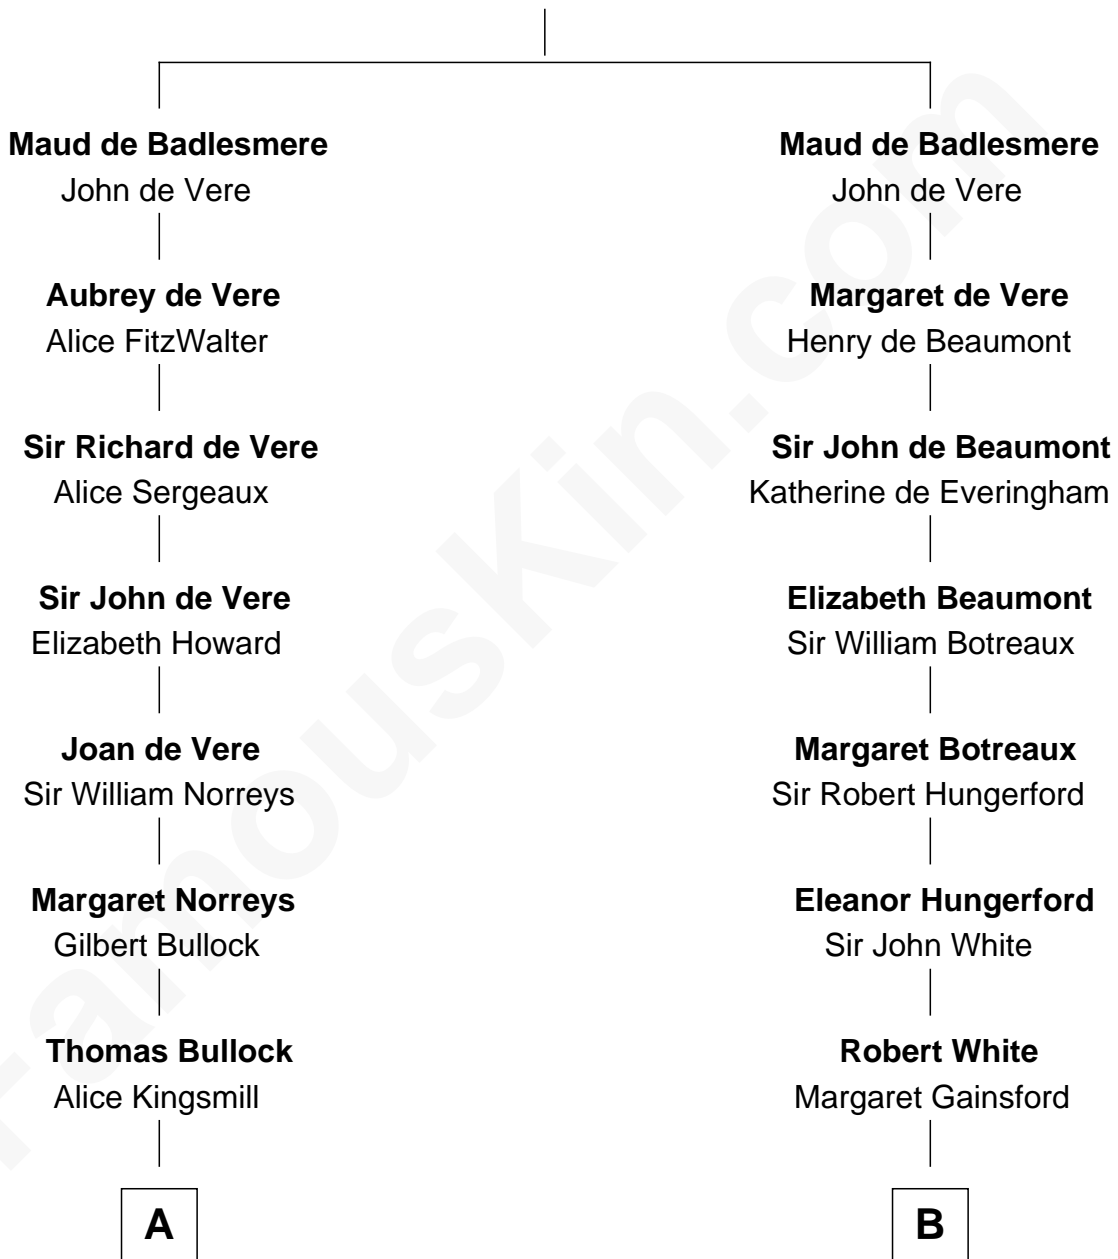 Maud de Badlesmere
John de Vere
Maud de Badlesmere
John de Vere
Aubrey de Vere
Alice FitzWalter
Margaret de Vere
Henry de Beaumont
Sir Richard de Vere
Alice Sergeaux
Sir John de Beaumont
Katherine de Everingham
Sir John de Vere
Elizabeth Howard
Elizabeth Beaumont
Sir William Botreaux
Joan de Vere
Sir William Norreys
Margaret Botreaux
Sir Robert Hungerford
Margaret Norreys
Gilbert Bullock
Eleanor Hungerford
Sir John White
Thomas Bullock
Alice Kingsmill
Robert White
Margaret Gainsford
A
B
FamousKin.com